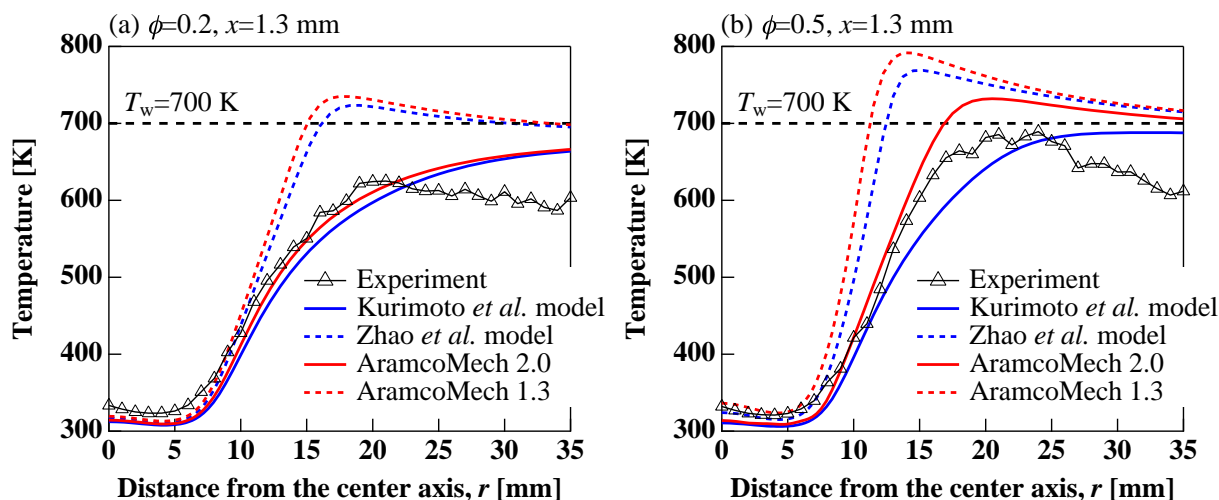 (a) ϕ=0.2, x=1.3 mm
800
700
600
500
400
300
Temperature [K]
T_w=700 K
Experiment
Kurimoto et al. model
Zhao et al. model
AramcoMech 2.0
AramcoMech 1.3
0 5 10 15 20 25 30 35
Distance from the center axis, r [mm]
(b) ϕ=0.5, x=1.3 mm
800
700
600
500
400
300
Temperature [K]
T_w=700 K
Experiment
Kurimoto et al. model
Zhao et al. model
AramcoMech 2.0
AramcoMech 1.3
0 5 10 15 20 25 30 35
Distance from the center axis, r [mm]